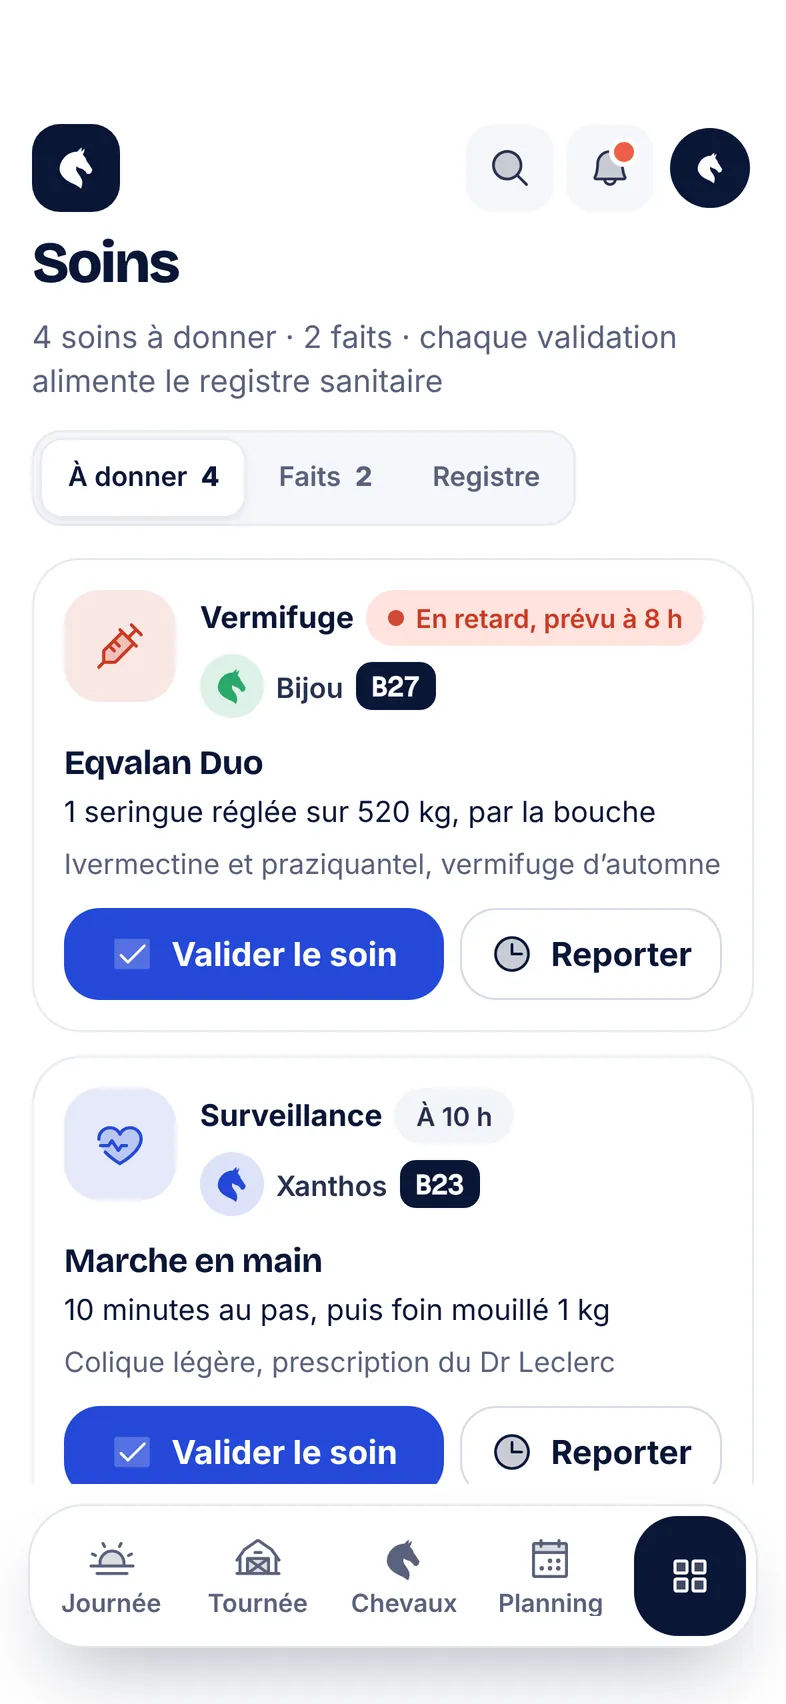 Soins
4 soins à donner · 2 faits · chaque validation
alimente le registre sanitaire
À donner 4 Faits 2 Registre
Vermifuge En retard, prévu à 8 h
Bijou B27
Eqvalan Duo
1 seringue réglée sur 520 kg, par la bouche
Ivermectine et praziquantel, vermifuge d’automne
Valider le soin Reporter
Surveillance À 10 h
Xanthos B23
Marche en main
10 minutes au pas, puis foin mouillé 1 kg
Colique légère, prescription du Dr Leclerc
Valider le soin Reporter
Journée Tournée Chevaux Planning